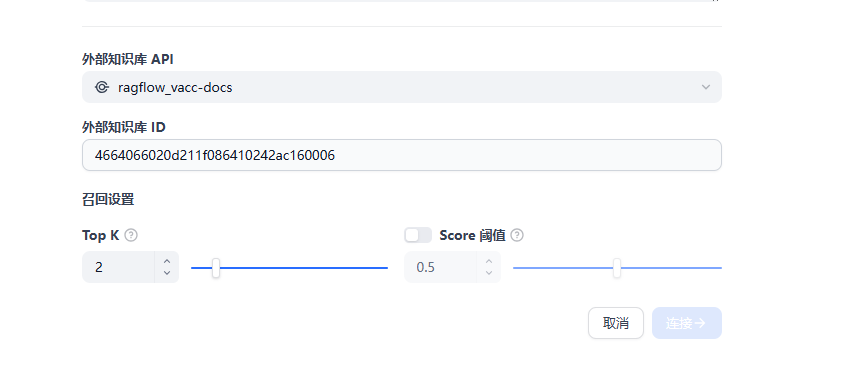 外部知识库 API
ragflow_vacc-docs
外部知识库 ID
4664066020d211f086410242ac160006
召回设置
Top K
Score 阈值
2
0.5
取消
连接